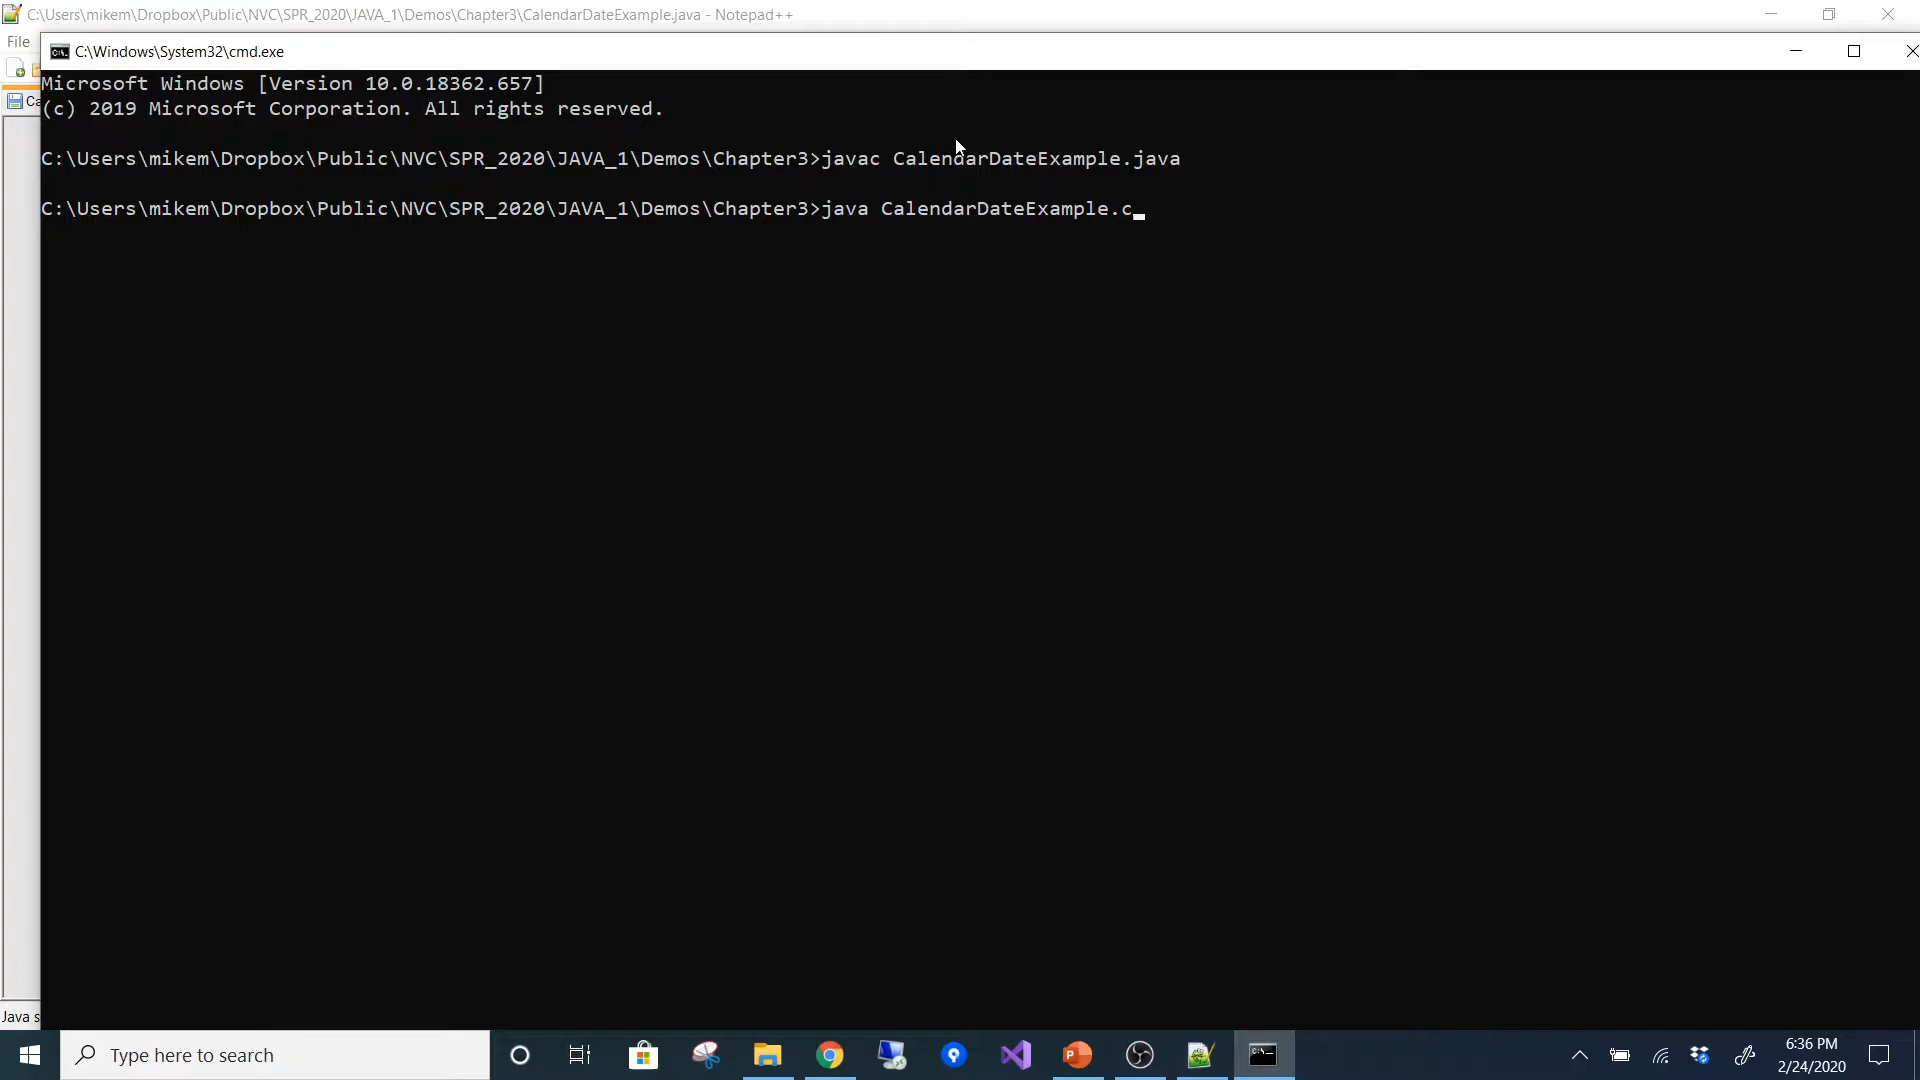 C:\Users\mikem\Dropbox\Public\NVC\SPR_2020\JAVA_1\Demos\Chapter3\CalendarDateExample.java - Notepad++
File
C:\Windows\System32\cmd.exe
Microsoft Windows [Version 10.0.18362.657]
Ca
(c) 2019 Microsoft Corporation. All rights reserved.
C:\Users\mikem\Dropbox\Public\NVC\SPR_2020\JAVA_1\Demos\Chapter3>javac CalendarDateExample.java
C:\Users\mikem\Dropbox\Public\NVC\SPR_2020\JAVA_1\Demos\Chapter3>java CalendarDateExample.c
Java s
Type here to search
6:36 PM
2/24/2020